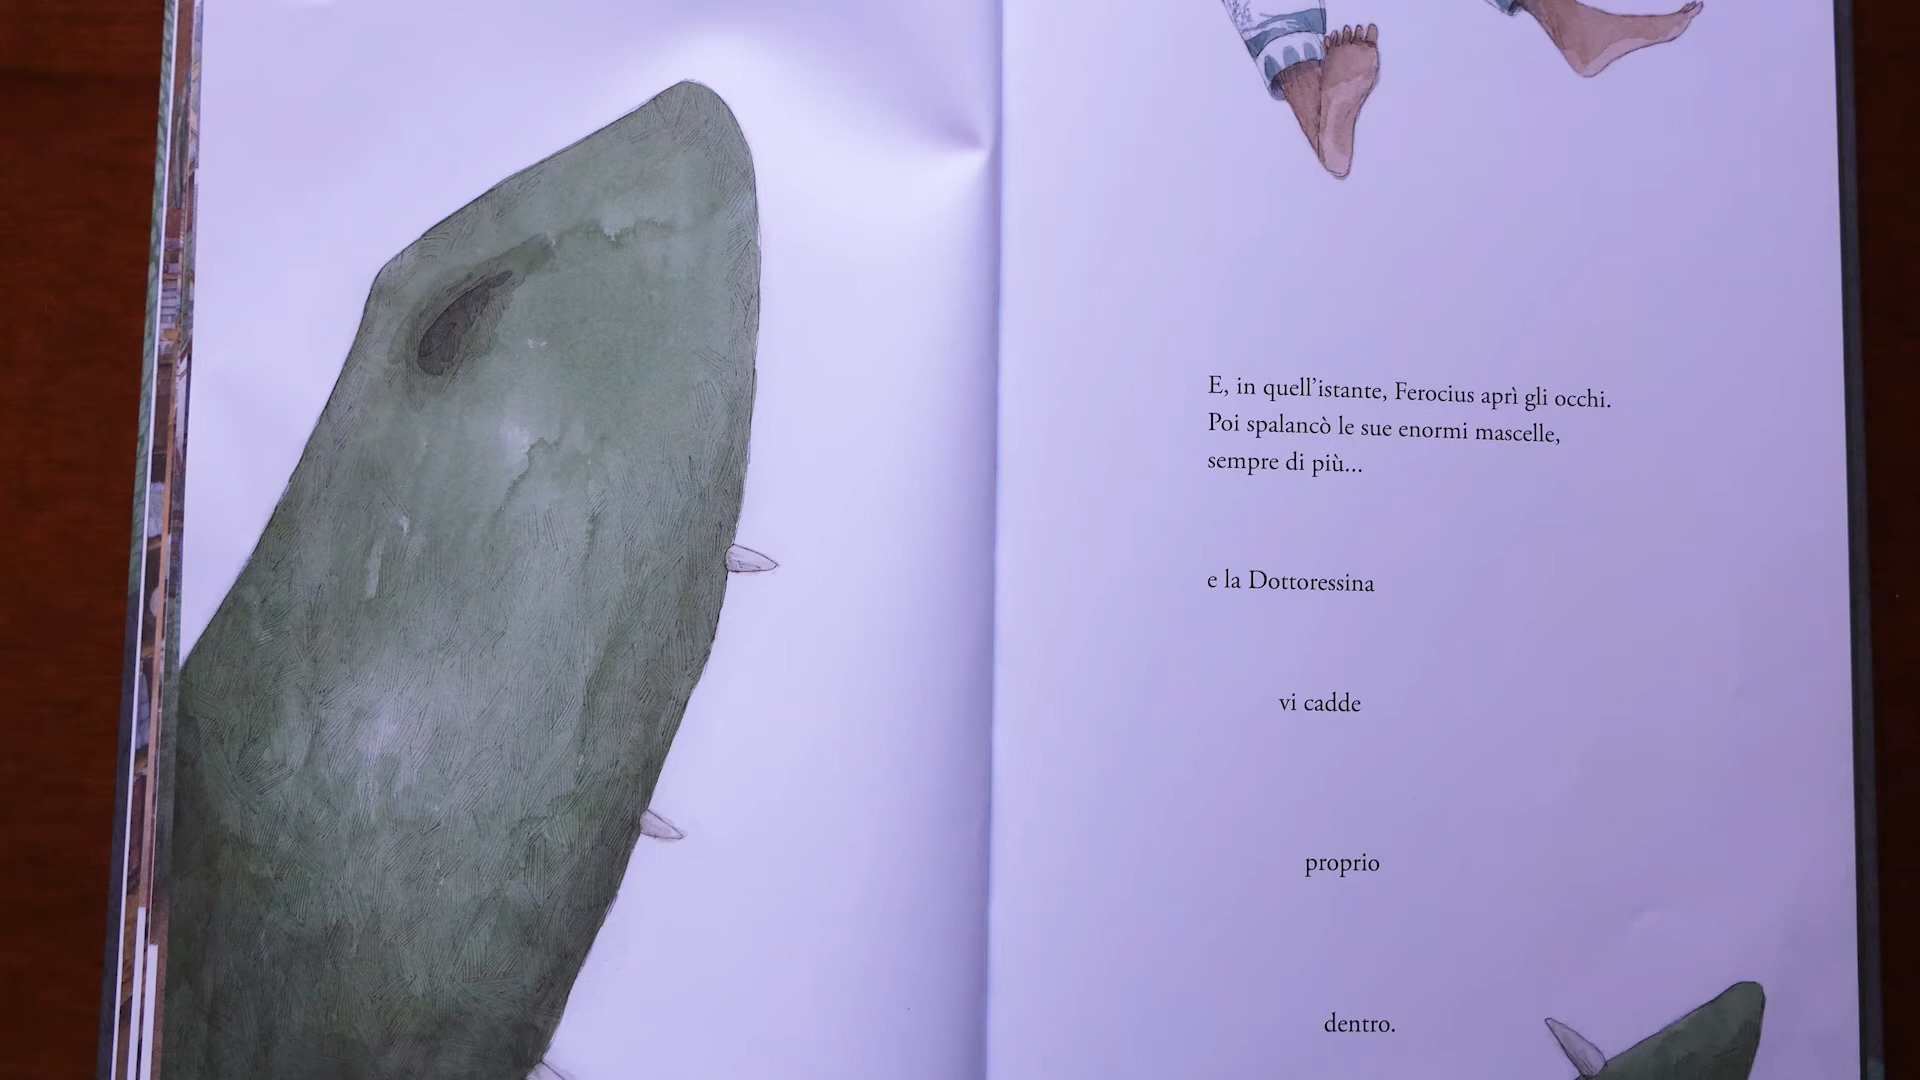 E, in quell'istante, Ferocius aprì gli occhi.
Poi spalancò le sue enormi mascelle,
sempre di più...
e la Dottoressina
vi cadde
proprio
dentro.